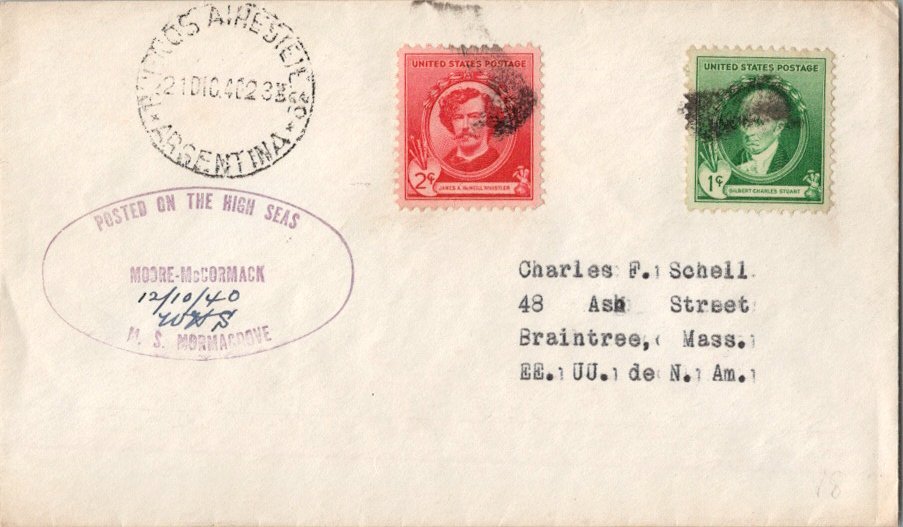 BUENOS AIRES
21 DIC. 40 23
ARGENTINA
UNITED STATES POSTAGE
2¢
JAMES A. McNEILL WHISTLER
UNITED STATES POSTAGE
1¢
GILBERT CHARLES STUART
POSTED ON THE HIGH SEAS
MOORE-McCORMACK
12/10/40
WHS
M. S. MORMACDOVE
Charles F. Schell
48 Ash Street
Braintree, Mass.
EE. UU. de N. Am.